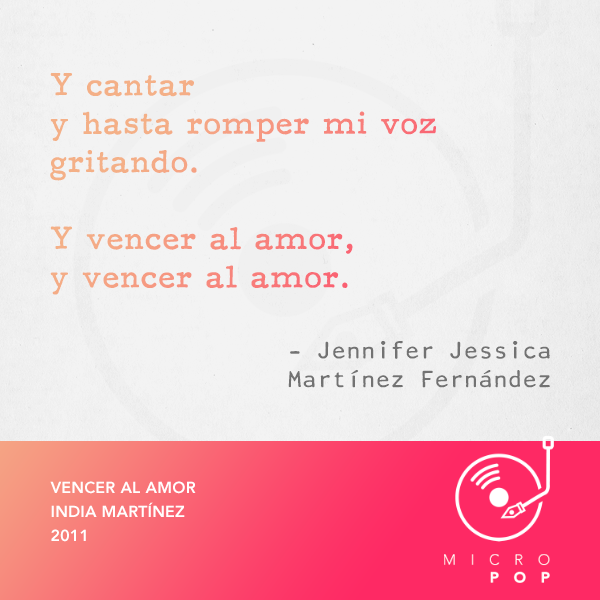 Y cantar
y hasta romper mi voz
gritando.
Y vencer al amor,
y vencer al amor.
– Jennifer Jessica
Martínez Fernández
VENCER AL AMOR
INDIA MARTÍNEZ
2011
MICRO
POP